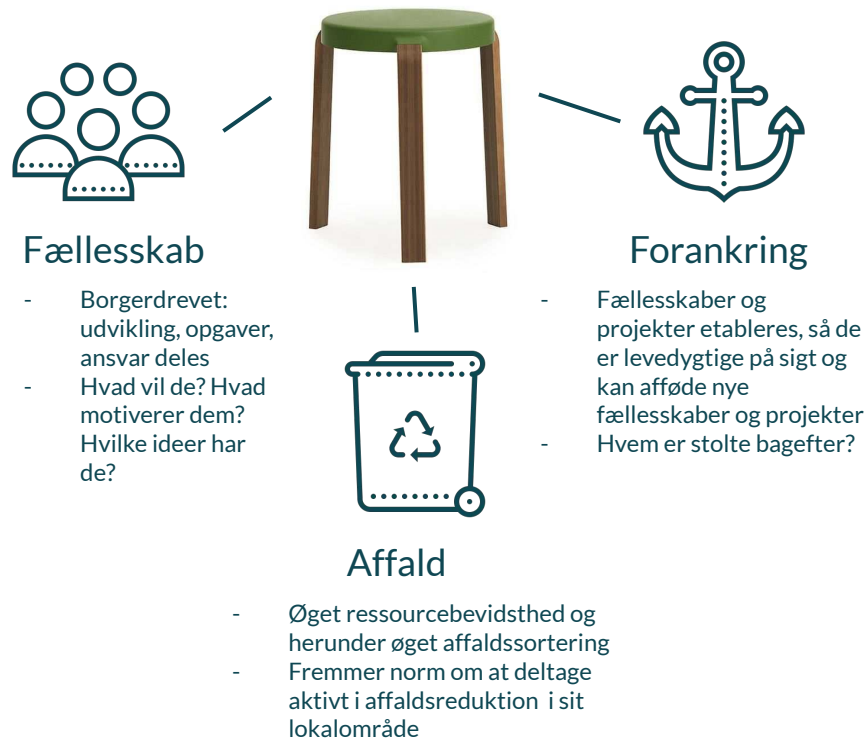 Fællesskab
- Borgerdrevet:
udvikling, opgaver,
ansvar deles
- Hvad vil de? Hvad
motiverer dem?
Hvilke ideer har
de?
Forankring
- Fællesskaber og
projekter etableres, så de
er levedygtige på sigt og
kan afføde nye
fællesskaber og projekter
- Hvem er stolte bagefter?
Affald
- Øget ressourcebevidsthed og
herunder øget affaldssortering
- Fremmer norm om at deltage
aktivt i affaldsreduktion i sit
lokalområde